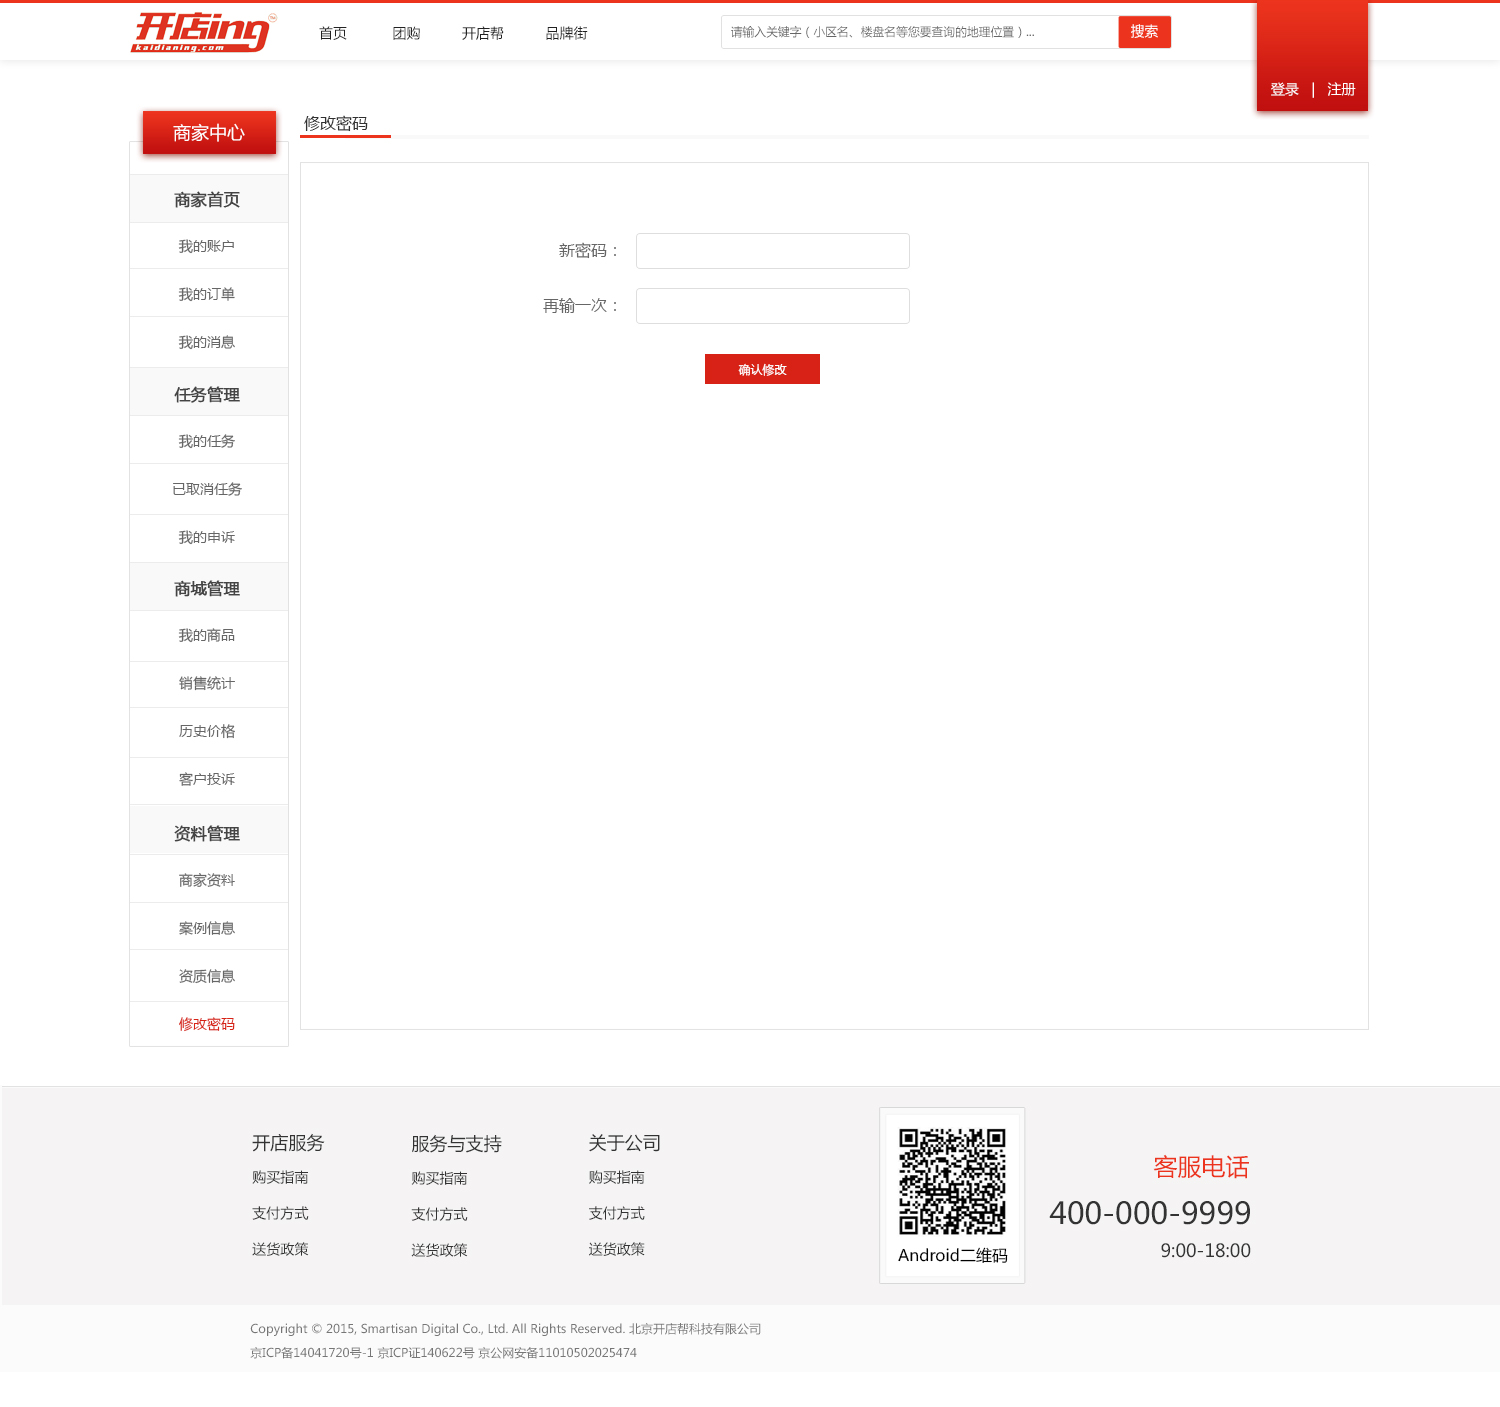 开店ing TM
kaidianing.com
首页 团购 开店帮 品牌街
请输入关键字（小区名、楼盘名等您要查询的地理位置）... 搜索
登录 | 注册
商家中心
商家首页
我的账户
我的订单
我的消息
任务管理
我的任务
已取消任务
我的申诉
商城管理
我的商品
销售统计
历史价格
客户投诉
资料管理
商家资料
案例信息
资质信息
修改密码
修改密码
新密码：
再输一次：
确认修改
开店服务
购买指南
支付方式
送货政策
服务与支持
购买指南
支付方式
送货政策
关于公司
购买指南
支付方式
送货政策
Android二维码
客服电话
400-000-9999
9:00-18:00
Copyright © 2015, Smartisan Digital Co., Ltd. All Rights Reserved. 北京开店帮科技有限公司
京ICP备14041720号-1 京ICP证140622号 京公网安备11010502025474